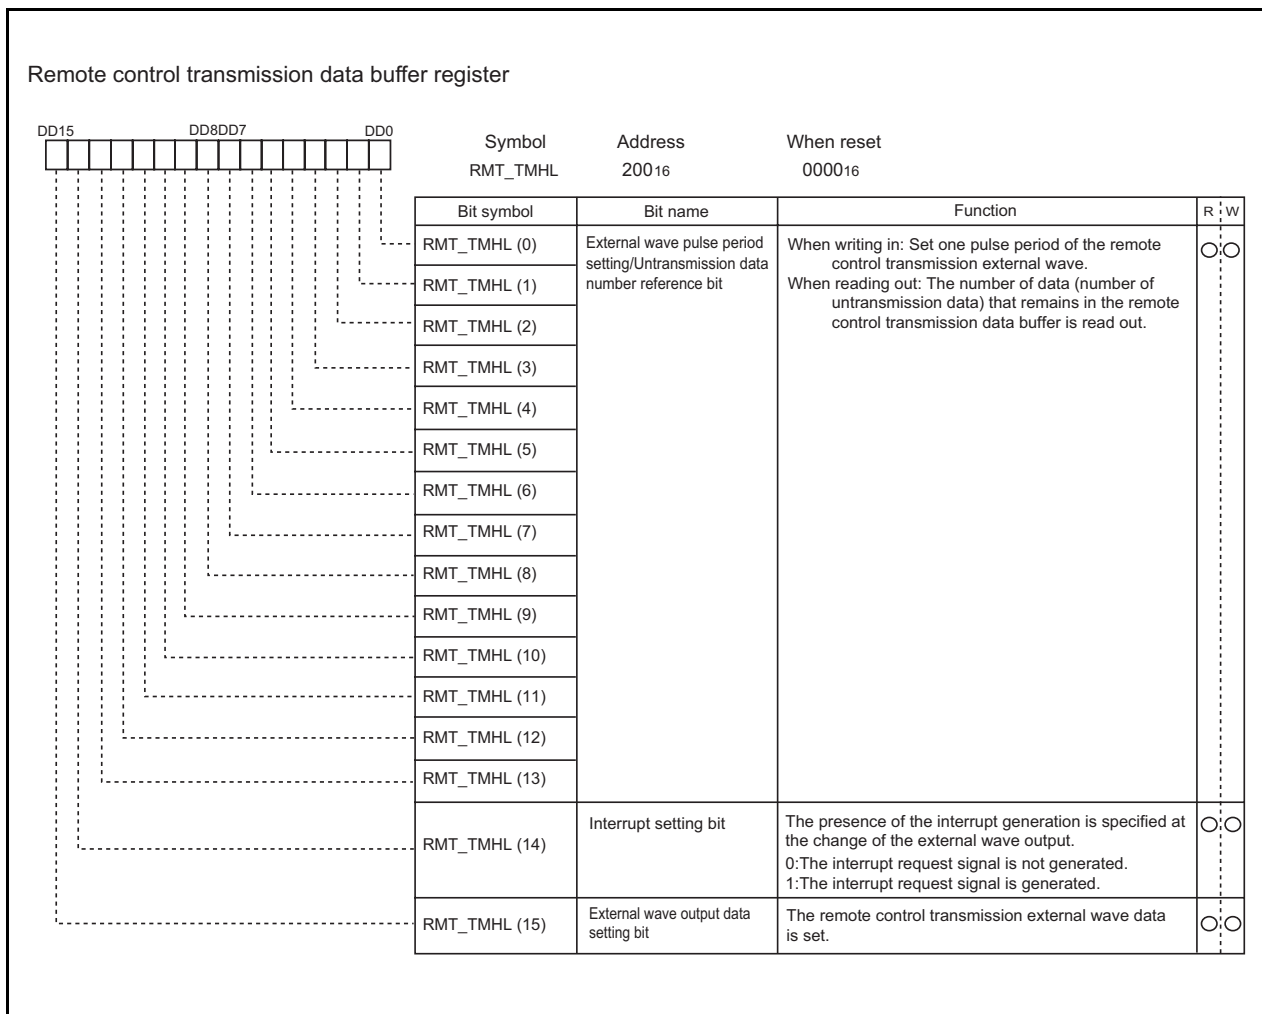 Remote control transmission data buffer register
DD15 DD8DD7 DD0
Symbol Address When reset
RMT_TMHL 20016 000016
Bit symbol Bit name Function R W
RMT_TMHL (0)
External wave pulse period
setting/Untransmission data
number reference bit
When writing in: Set one pulse period of the remote
control transmission external wave.
When reading out: The number of data (number of
untransmission data) that remains in the remote
control transmission data buffer is read out.
RMT_TMHL (1)
RMT_TMHL (2)
RMT_TMHL (3)
RMT_TMHL (4)
RMT_TMHL (5)
RMT_TMHL (6)
RMT_TMHL (7)
RMT_TMHL (8)
RMT_TMHL (9)
RMT_TMHL (10)
RMT_TMHL (11)
RMT_TMHL (12)
RMT_TMHL (13)
RMT_TMHL (14)
Interrupt setting bit
The presence of the interrupt generation is specified at
the change of the external wave output.
0:The interrupt request signal is not generated.
1:The interrupt request signal is generated.
RMT_TMHL (15)
External wave output data
setting bit
The remote control transmission external wave data
is set.